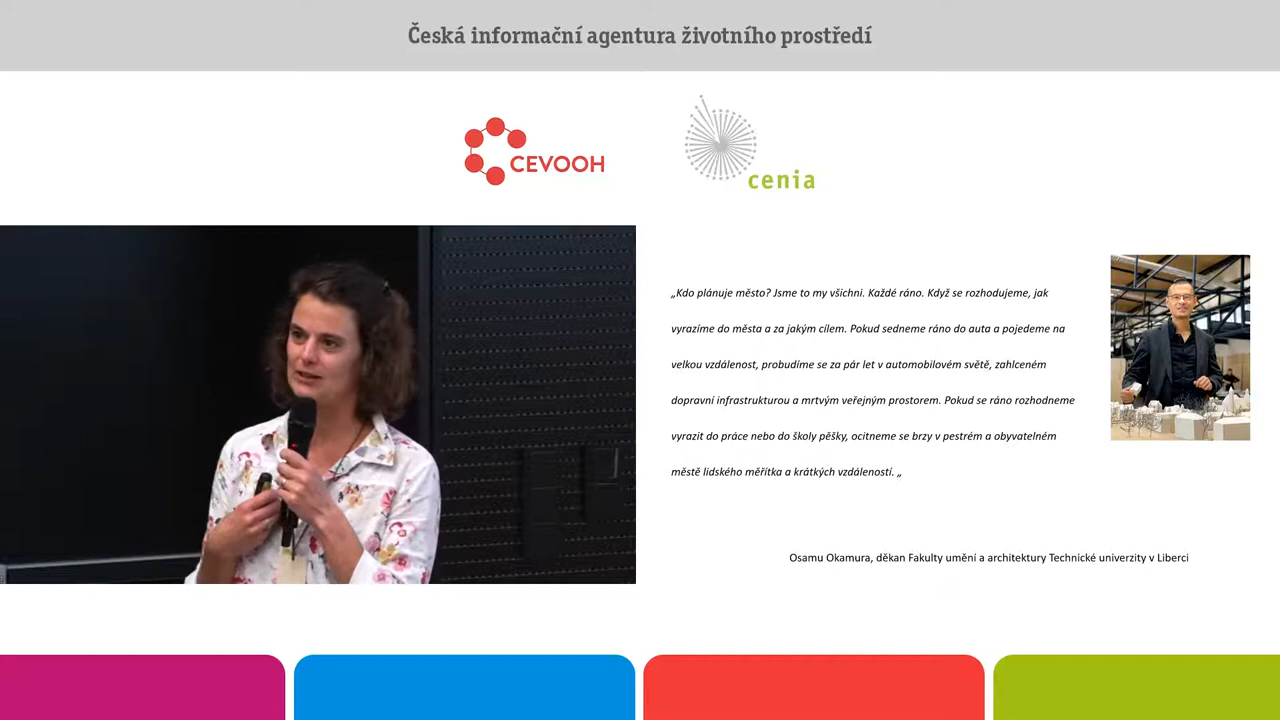 Česká informační agentura životního prostředí
CEVOOH
cenia
„Kdo plánuje město? Jsme to my všichni. Každé ráno. Když se rozhodujeme, jak
vyrazíme do města a za jakým cílem. Pokud sedneme ráno do auta a pojedeme na
velkou vzdálenost, probudíme se za pár let v automobilovém světě, zahlceném
dopravní infrastrukturou a mrtvým veřejným prostorem. Pokud se ráno rozhodneme
vyrazit do práce nebo do školy pěšky, ocitneme se brzy v pestrém a obyvatelném
městě lidského měřítka a krátkých vzdáleností. „
Osamu Okamura, děkan Fakulty umění a architektury Technické univerzity v Liberci